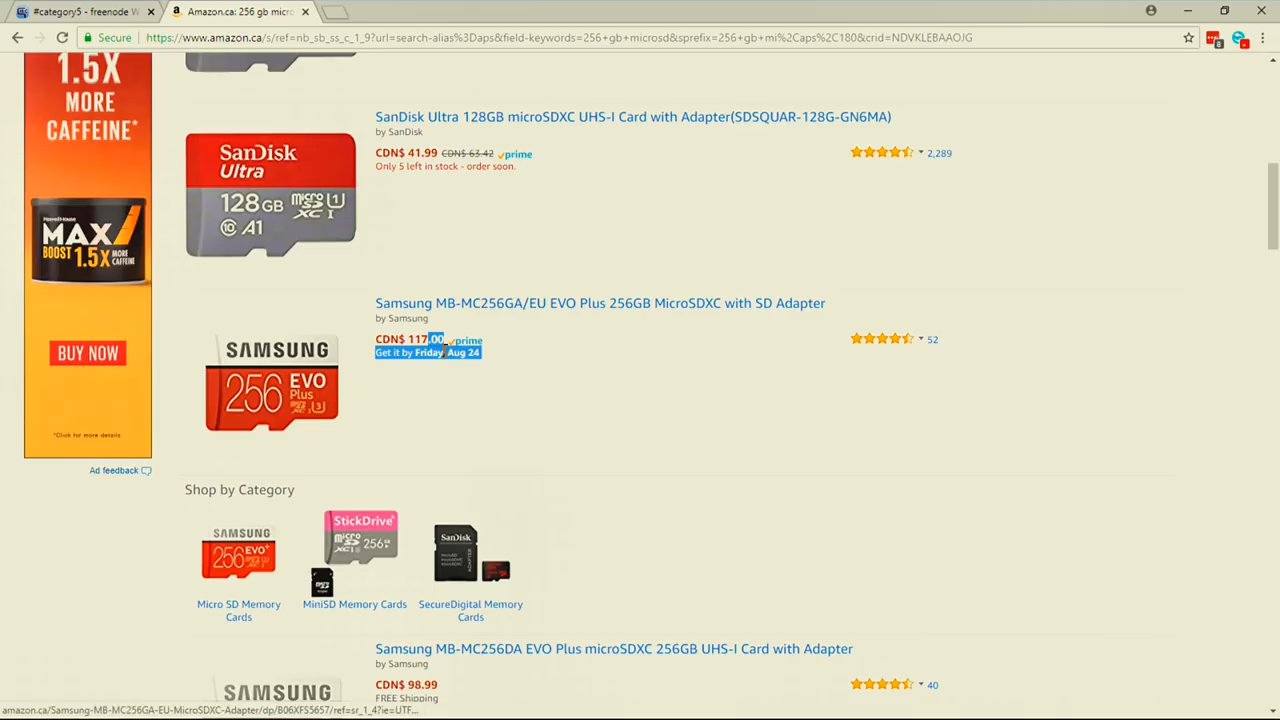 #category5 - freenode W
Amazon.ca: 256 gb micro
Secure
https://www.amazon.ca/s/ref=nb_sb_ss_c_1_9?url=search-alias%3Daps&field-keywords=256+gb+microsd&sprefix=256+gb+mi%2Caps%2C180&crid=NDVKLEBAAOJG
1.5X
MORE
CAFFEINE*
MAX
BOOST 1.5X
MORE
CAFFEINE
BUY NOW
*Click for more details
Ad feedback
SanDisk
Ultra
128GB
micro
SD
XC I
U1
10 A1
SanDisk Ultra 128GB microSDXC UHS-I Card with Adapter(SDSQUAR-128G-GN6MA)
by SanDisk
CDN$ 41.99 CDN$ 63.42 prime
Only 5 left in stock - order soon.
2,289
SAMSUNG
256 EVO
Plus
Samsung MB-MC256GA/EU EVO Plus 256GB MicroSDXC with SD Adapter
by Samsung
CDN$ 117.00 prime
Get it by Friday, Aug 24
52
Shop by Category
SAMSUNG
256 EVO+
StickDrive
256GB
SanDisk
Micro SD Memory
Cards
MiniSD Memory Cards
SecureDigital Memory
Cards
SAMSUNG
Samsung MB-MC256DA EVO Plus microSDXC 256GB UHS-I Card with Adapter
by Samsung
CDN$ 98.99
FREE Shipping
40
amazon.ca/Samsung-MB-MC256GA-EU-MicroSDXC-Adapter/dp/B06XFS5657/ref=sr_1_4?ie=UTF...